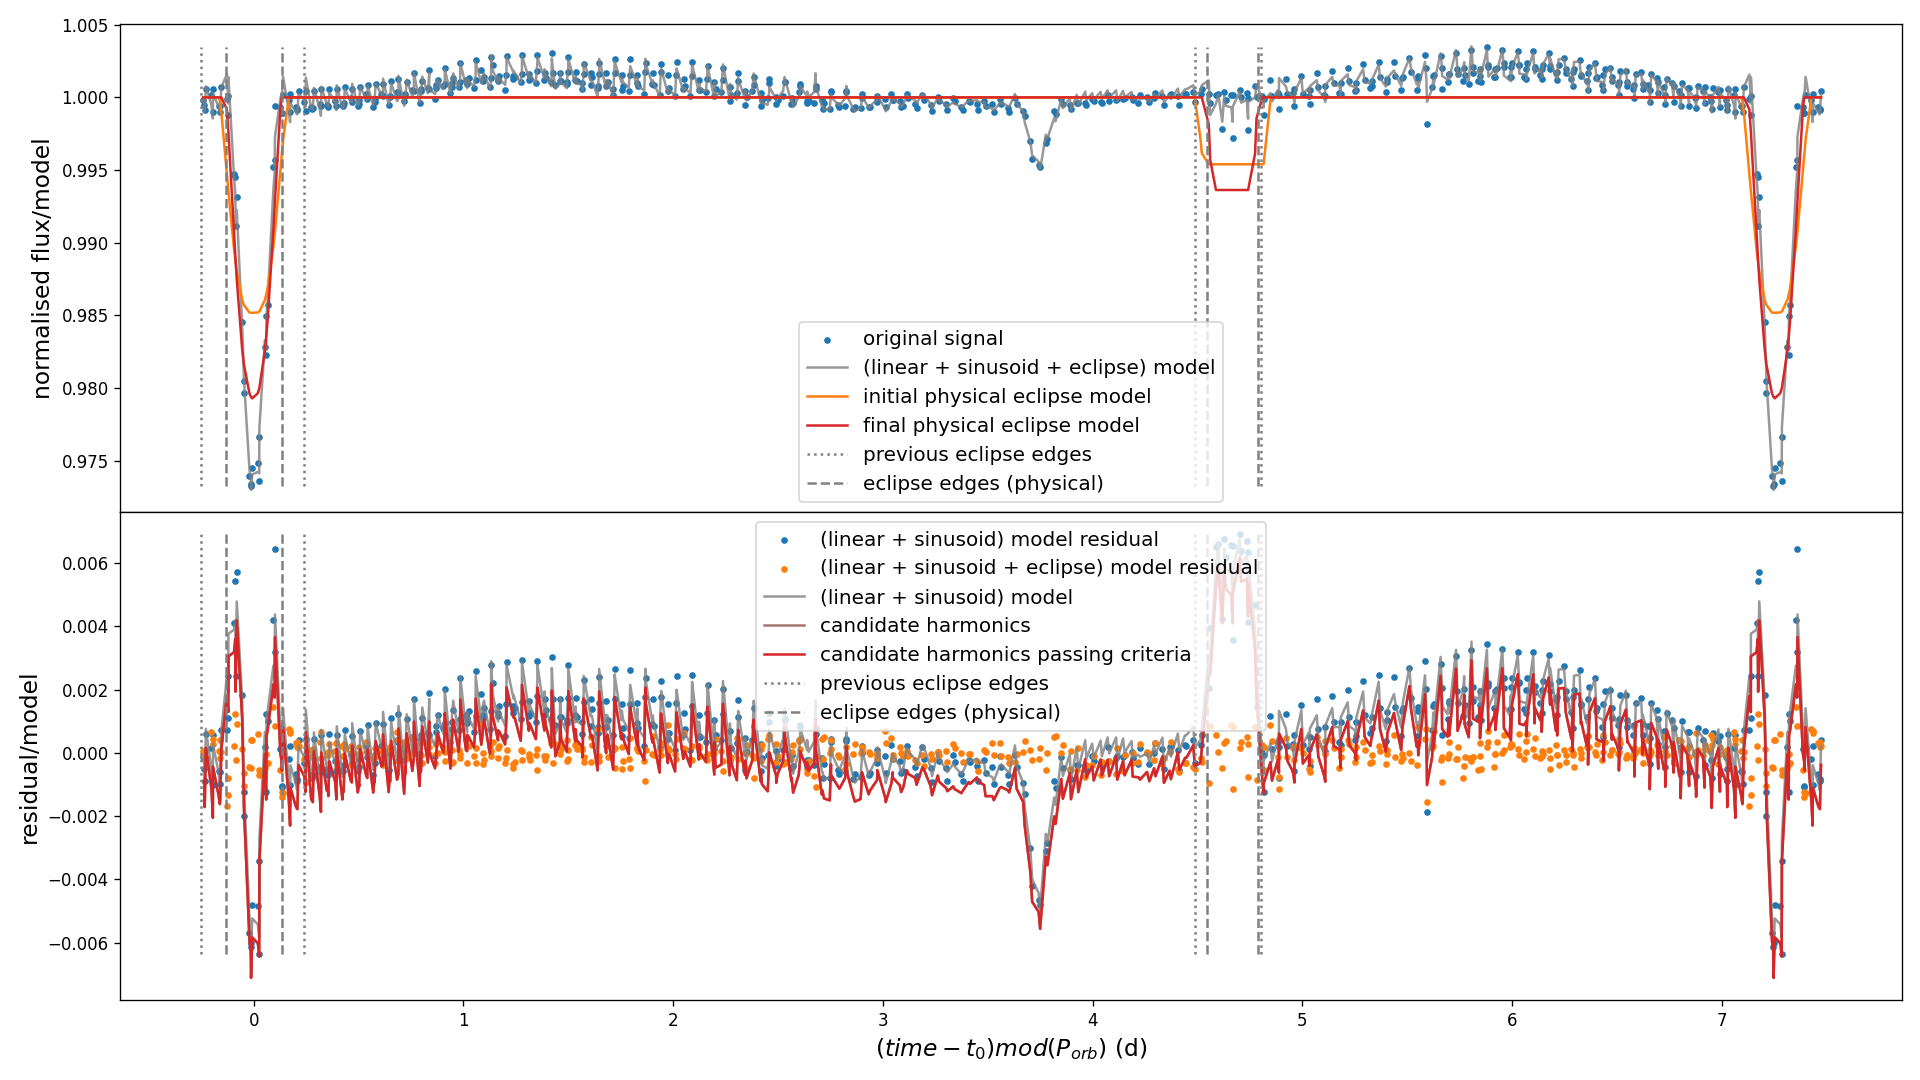 1.005
1.000
0.995
0.990
0.985
0.980
0.975
normalised flux/model
original signal
(linear + sinusoid + eclipse) model
initial physical eclipse model
final physical eclipse model
previous eclipse edges
eclipse edges (physical)
0.006
0.004
0.002
0.000
−0.002
−0.004
−0.006
residual/model
(linear + sinusoid) model residual
(linear + sinusoid + eclipse) model residual
(linear + sinusoid) model
candidate harmonics
candidate harmonics passing criteria
previous eclipse edges
eclipse edges (physical)
0 1 2 3 4 5 6 7
(time − t₀)mod(Pₒᵣb) (d)